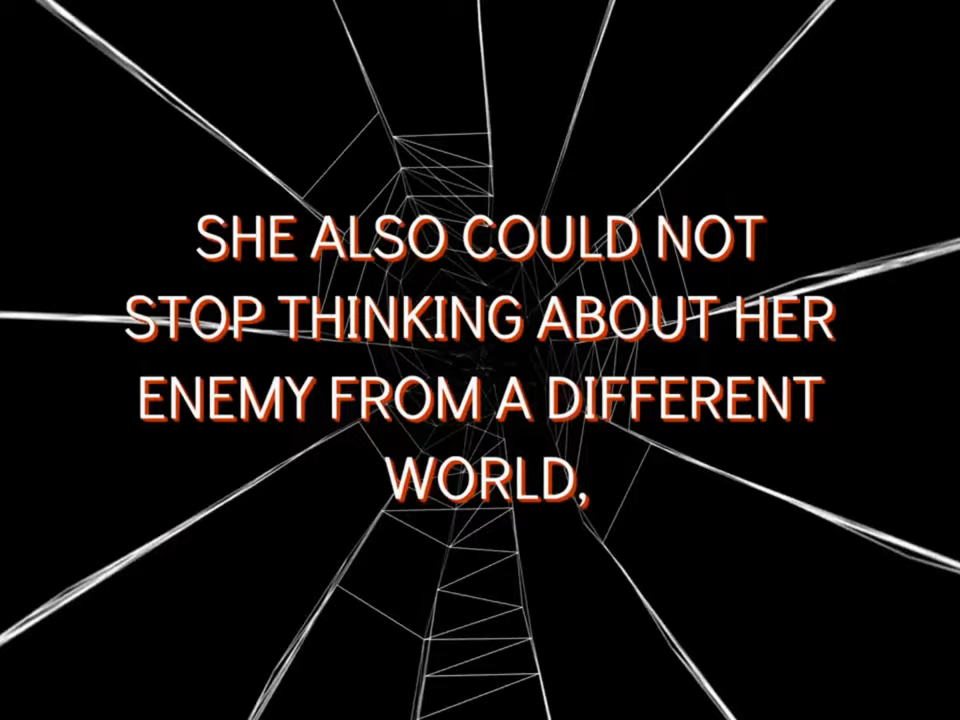 SHE ALSO COULD NOT
STOP THINKING ABOUT HER
ENEMY FROM A DIFFERENT
WORLD,